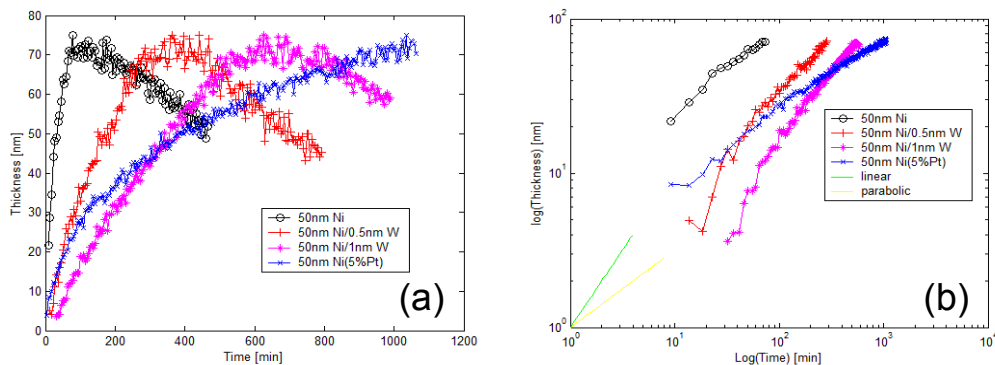 (a)
Thickness [nm]
80
70
60
50
40
30
20
10
0
0 200 400 600 800 1000 1200
Time [min]
50nm Ni
50nm Ni/0.5nm W
50nm Ni/1nm W
50nm Ni(5%Pt)
(b)
log(Thickness) [nm]
10^2
10^1
10^0
10^0 10^1 10^2 10^3 10^4
Log(Time) [min]
50nm Ni
50nm Ni/0.5nm W
50nm Ni/1nm W
50nm Ni(5%Pt)
linear
parabolic